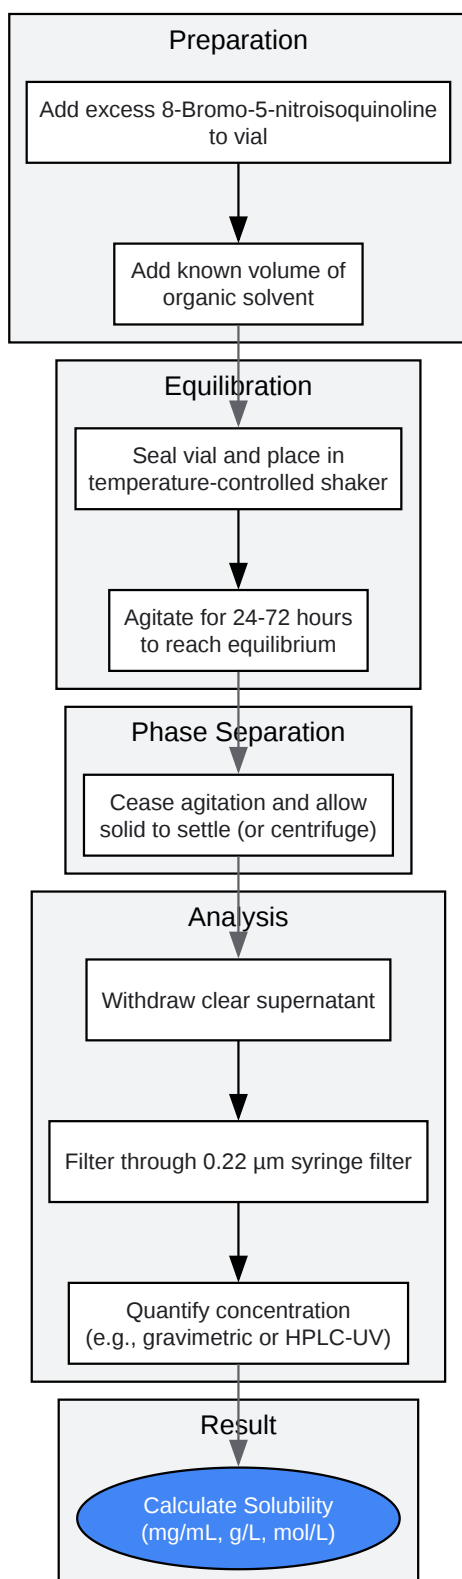 Preparation
Add excess 8-Bromo-5-nitroisoquinoline
to vial
Add known volume of
organic solvent
Equilibration
Seal vial and place in
temperature-controlled shaker
Agitate for 24-72 hours
to reach equilibrium
Phase Separation
Cease agitation and allow
solid to settle (or centrifuge)
Analysis
Withdraw clear supernatant
Filter through 0.22 µm syringe filter
Quantify concentration
(e.g., gravimetric or HPLC-UV)
Result
Calculate Solubility
(mg/mL, g/L, mol/L)